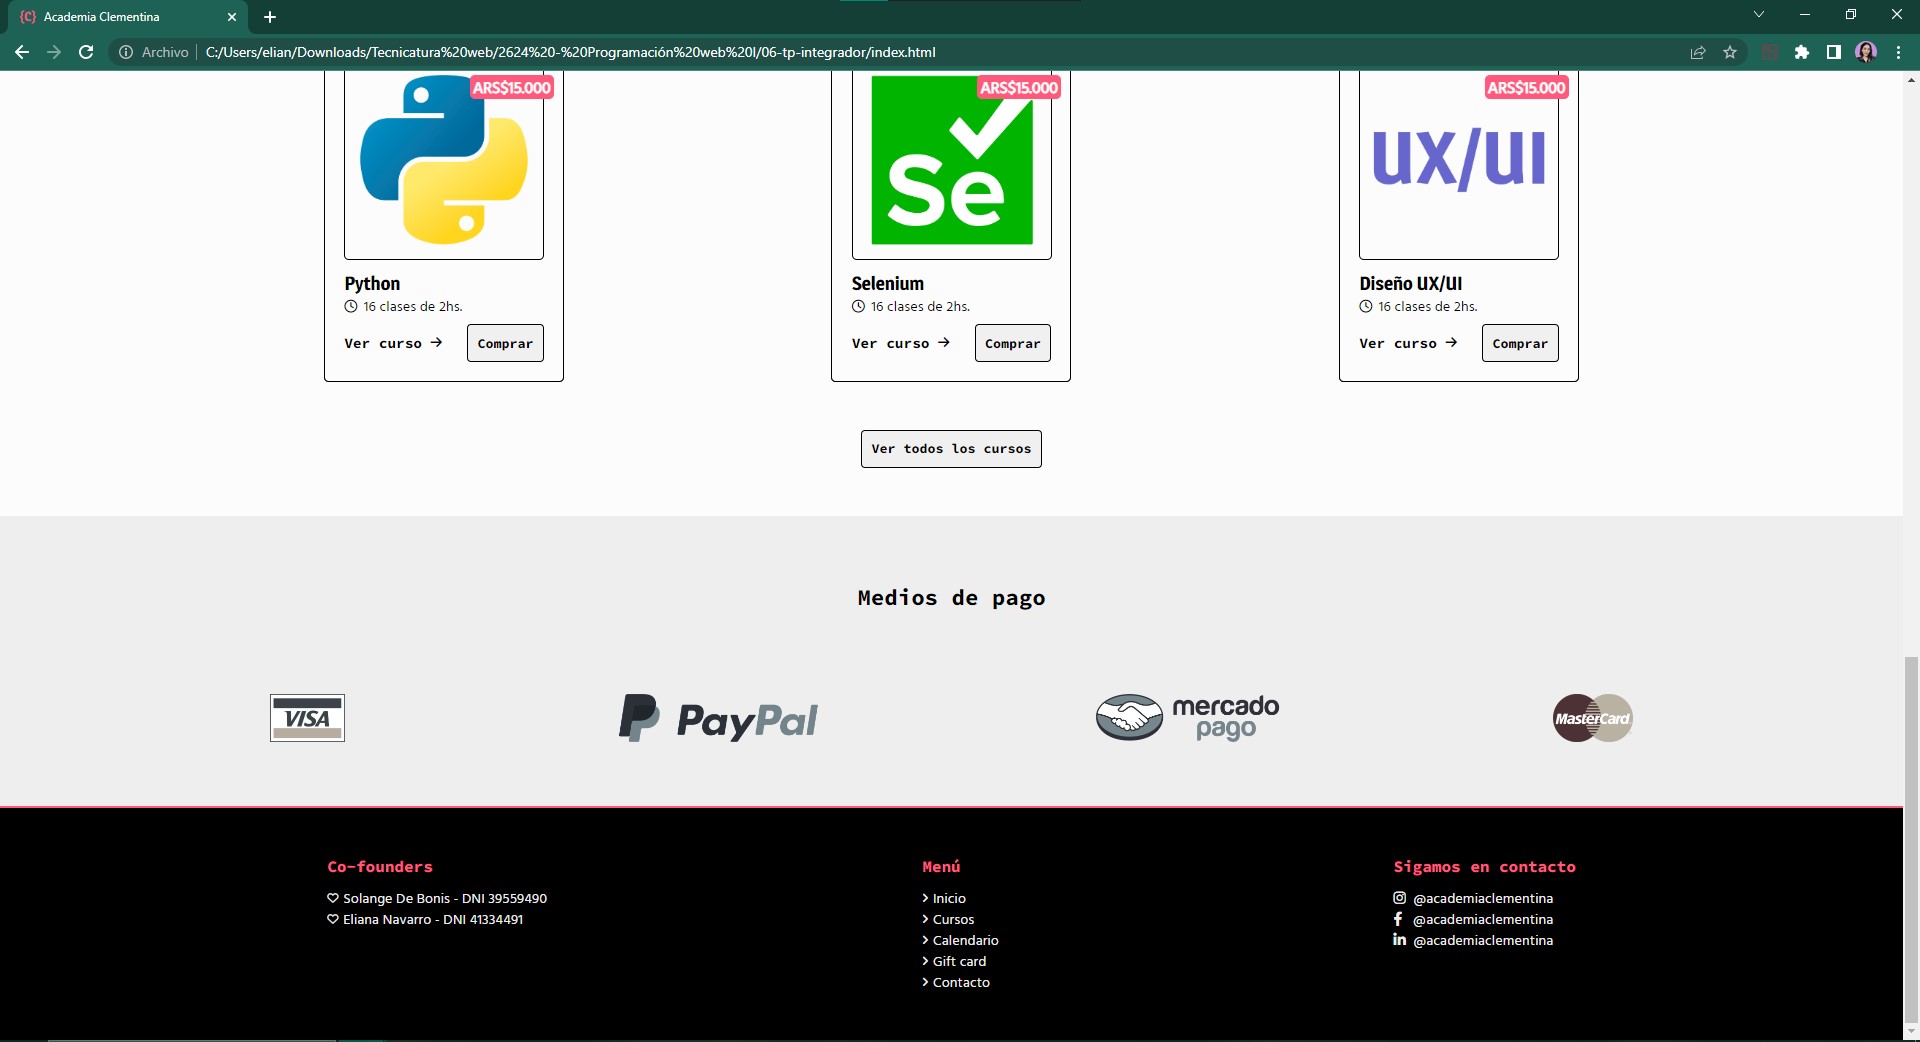 {C} Academia Clementina
Archivo | C:/Users/elian/Downloads/Tecnicatura%20web/2624%20-%20Programación%20web%20I/06-tp-integrador/index.html
ARS$15.000 ARS$15.000 ARS$15.000
Se UX/UI
Python Selenium Diseño UX/UI
16 clases de 2hs. 16 clases de 2hs. 16 clases de 2hs.
Ver curso → Comprar Ver curso → Comprar Ver curso → Comprar
Ver todos los cursos
Medios de pago
VISA PayPal mercado pago MasterCard
Co-founders
Solange De Bonis - DNI 39559490
Eliana Navarro - DNI 41334491
Menú
> Inicio
> Cursos
> Calendario
> Gift card
> Contacto
Sigamos en contacto
@academiaclementina
f @academiaclementina
in @academiaclementina